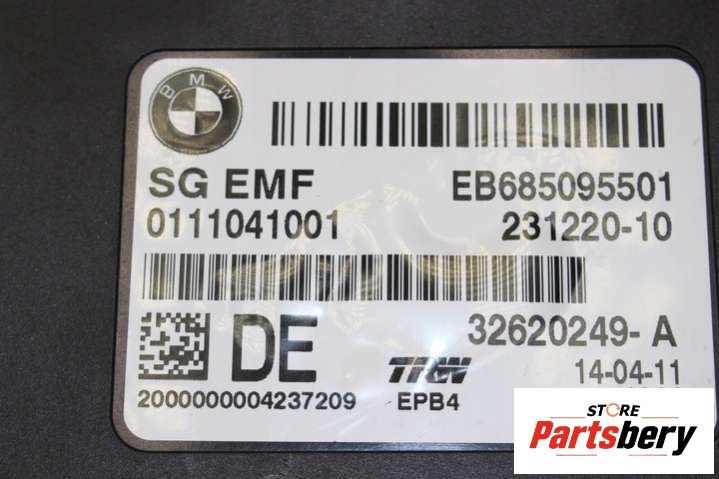 BMW
SG EMF EB685095501
0111041001 231220-10
DE 32620249- A
TRW 14-04-11
2000000004237209 EPB4
STORE
Partsbery